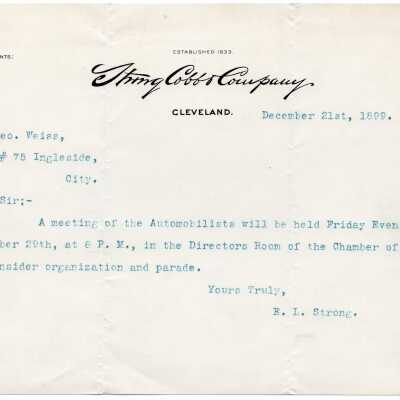 NTS:
ESTABLISHED 1833.
Strong Cobb & Company
CLEVELAND.
December 21st, 1899.
eo. Weiss,
# 75 Ingleside,
City.
Sir;-
A meeting of the Automobilists will be held Friday Even
ber 29th, at 8 P. M., in the Directors Room of the Chamber of
nsider organization and parade.
Yours Truly,
E. L. Strong.